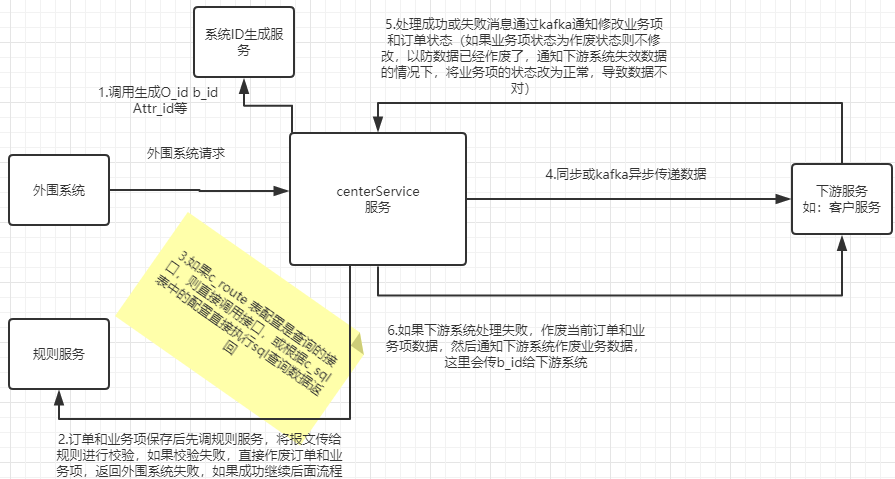 系统ID生成服
务
5.处理成功或失败消息通过kafka通知修改业务项
和订单状态（如果业务项状态为作废状态则不修
改，以防数据已经作废了，通知下游系统失效数据
的情况下，将业务项的状态改为正常，导致数据不
对）
1.调用生成O_id b_id
Attr_id等
外围系统请求
外围系统
centerService
服务
4.同步或kafka异步传递数据
下游服务
如：客户服务
3.如果c_route 表配置是查询的接
口，则直接调用接口，或根据c_sql
表中的配置直接执行sql查询数据返
回
规则服务
6.如果下游系统处理失败，作废当前订单和业
务项数据，然后通知下游系统作废业务数据，
这里会传b_id给下游系统
2.订单和业务项保存后先调规则服务，将报文传给
规则进行校验，如果校验失败，直接作废订单和业
务项，返回外围系统失败，如果成功继续后面流程